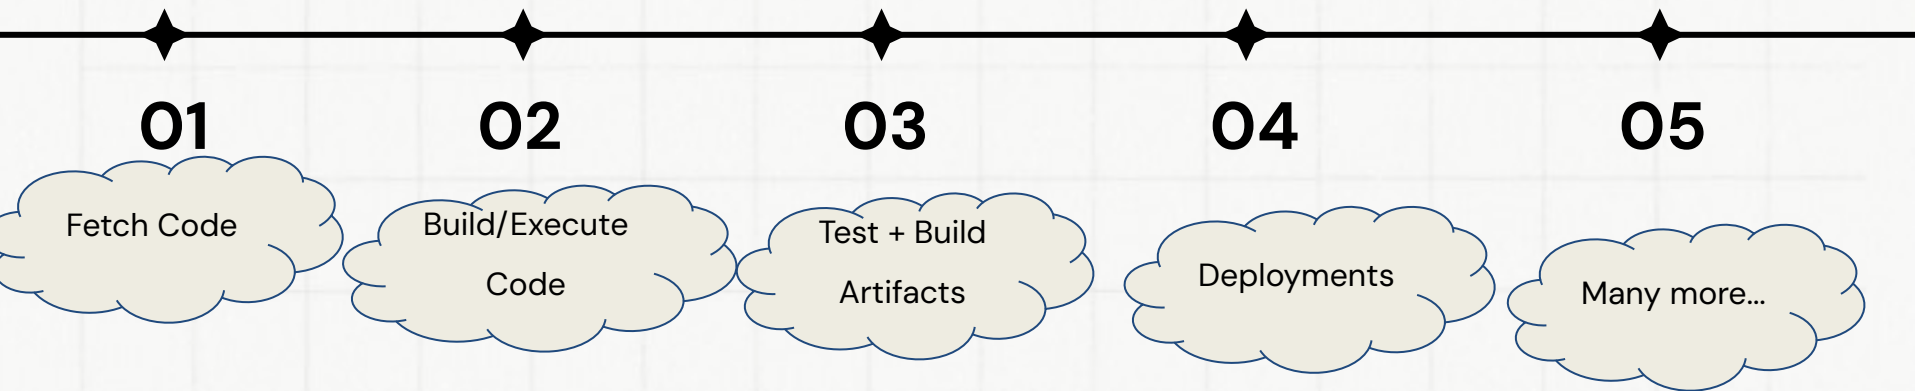 01
02
03
04
05
Fetch Code
Build/Execute
Code
Test + Build
Artifacts
Deployments
Many more...